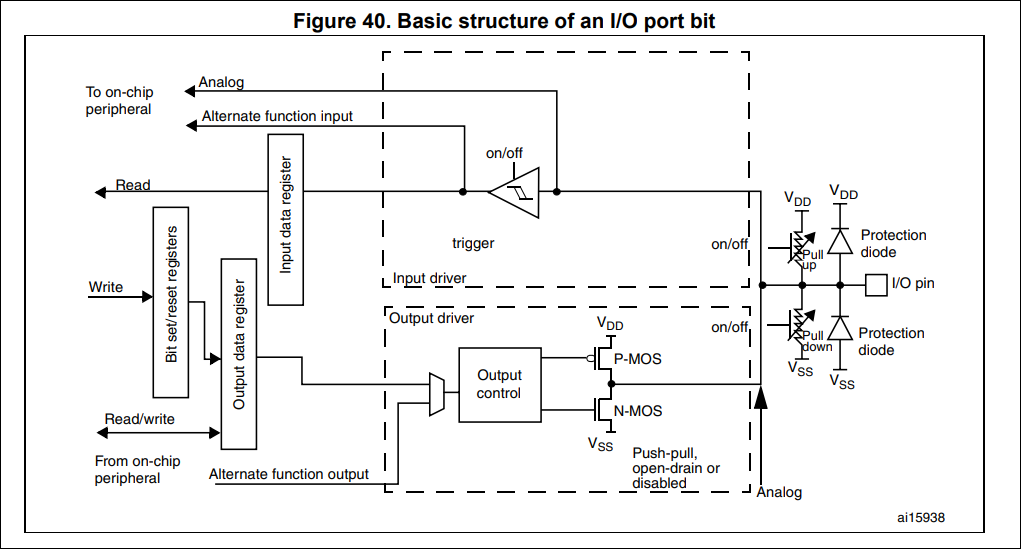 Figure 40. Basic structure of an I/O port bit
To on-chip
peripheral
Analog
Alternate function input
on/off
Read
Input data register
trigger
Input driver
Bit set/reset registers
Write
Output data register
Read/write
From on-chip
peripheral
Alternate function output
Output driver
Output
control
VDD
P-MOS
N-MOS
VSS
Push-pull,
open-drain or
disabled
Analog
on/off
VDD
VDD
Pull
up
Protection
diode
I/O pin
on/off
Pull
down
Protection
diode
VSS
VSS
ai15938